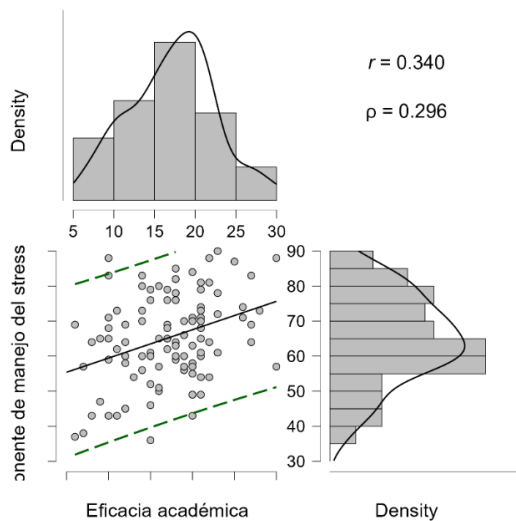 Density
r = 0.340
ρ = 0.296
5 10 15 20 25 30
onente de manejo del stress
90
80
70
60
50
40
30
Eficacia académica
Density